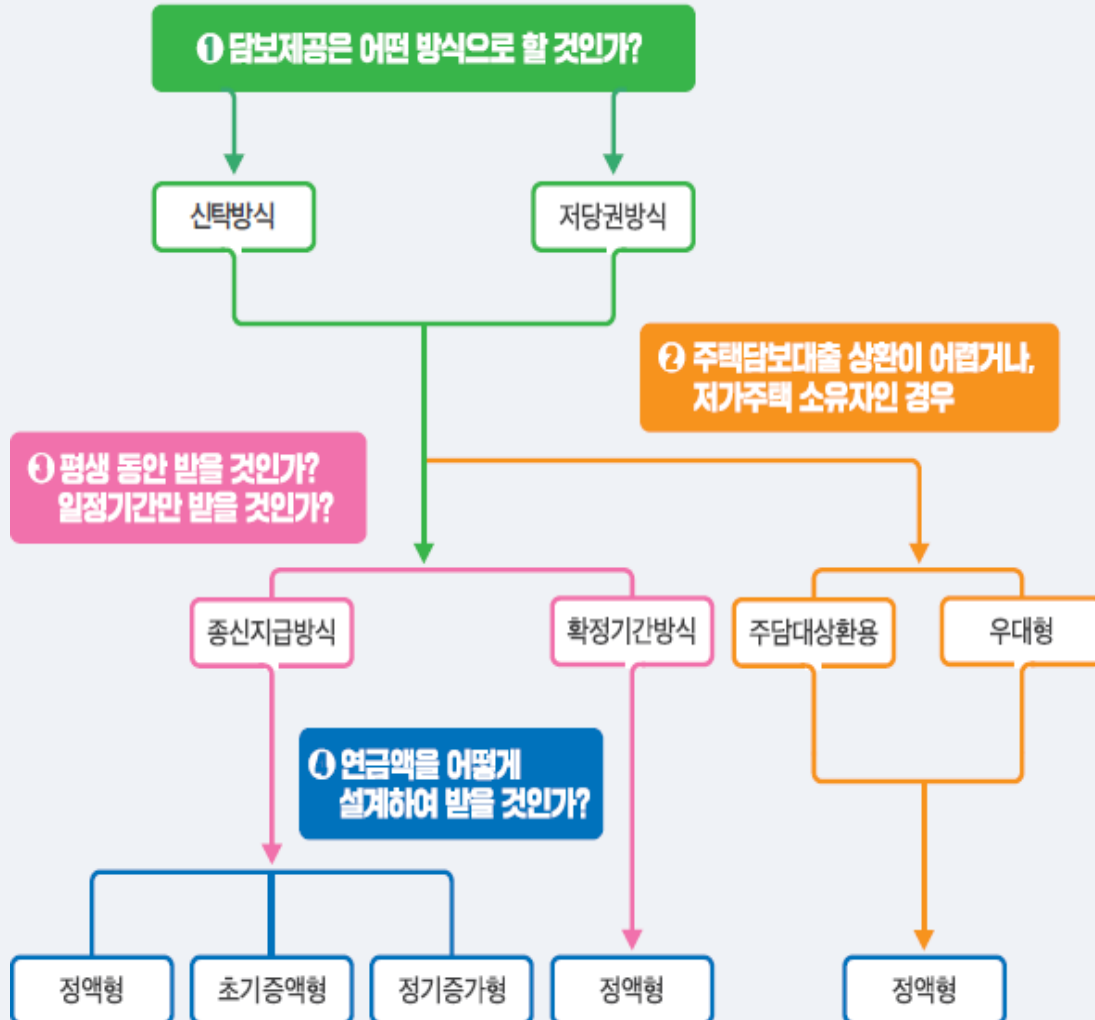 ❶ 담보제공은 어떤 방식으로 할 것인가?
신탁방식
저당권방식
❷ 주택담보대출 상환이 어렵거나,
저가주택 소유자인 경우
❸ 평생 동안 받을 것인가?
일정기간만 받을 것인가?
종신지급방식
확정기간방식
주담대상환용
우대형
❹ 연금액을 어떻게
설계하여 받을 것인가?
정액형
초기증액형
정기증가형
정액형
정액형